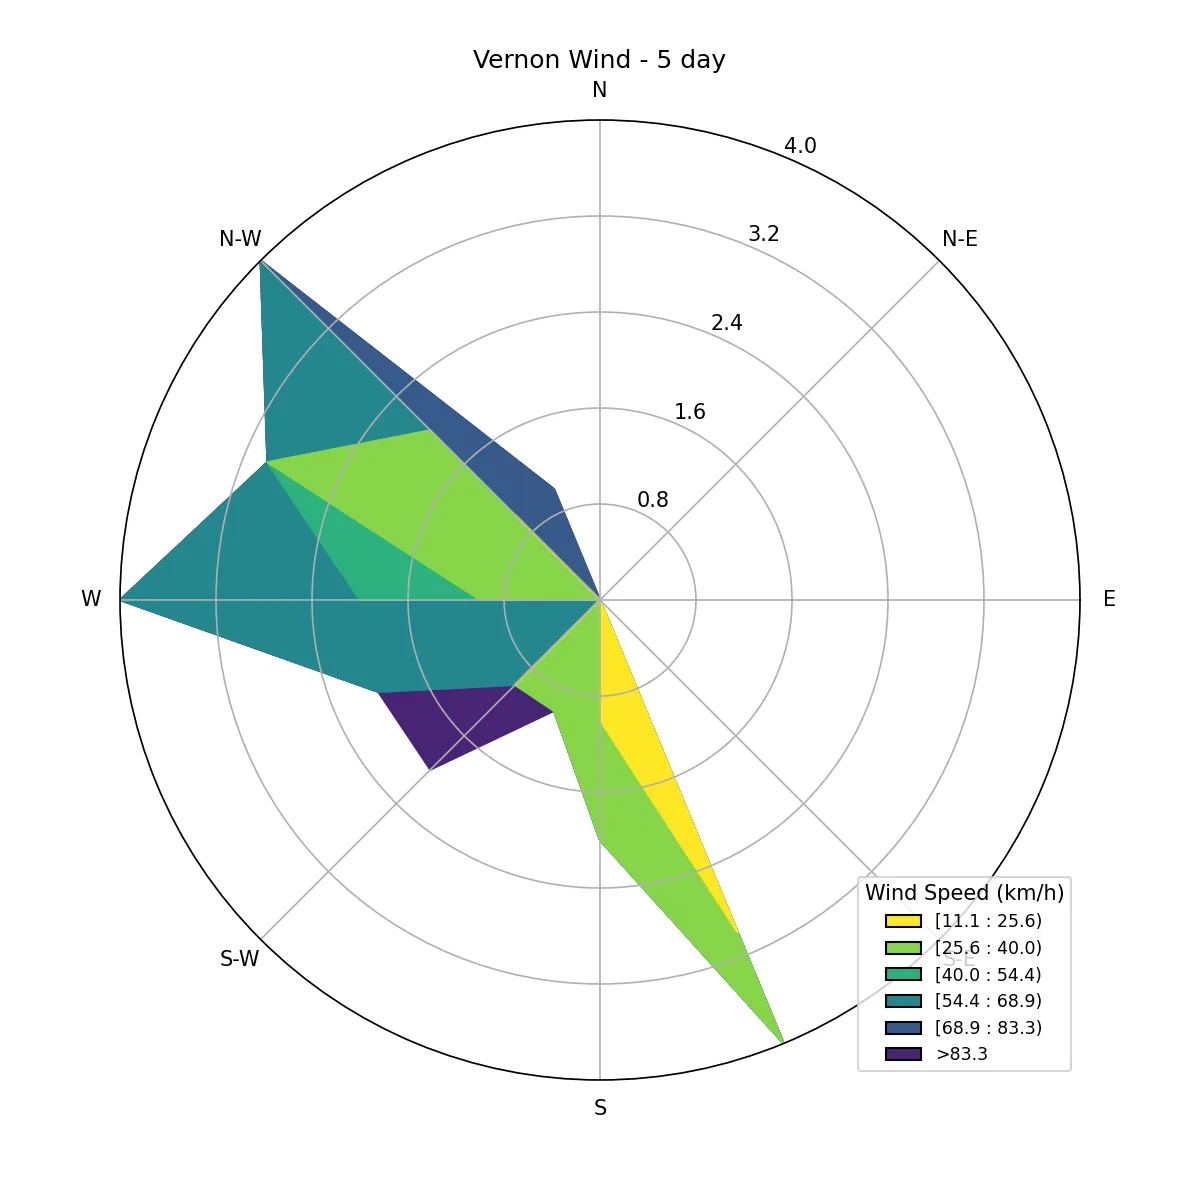 Vernon Wind - 5 day
N
4.0
N-W
3.2
N-E
2.4
1.6
0.8
W
E
Wind Speed (km/h)
[11.1 : 25.6)
[25.6 : 40.0)
S-W
S-E
[40.0 : 54.4)
[54.4 : 68.9)
[68.9 : 83.3)
>83.3
S